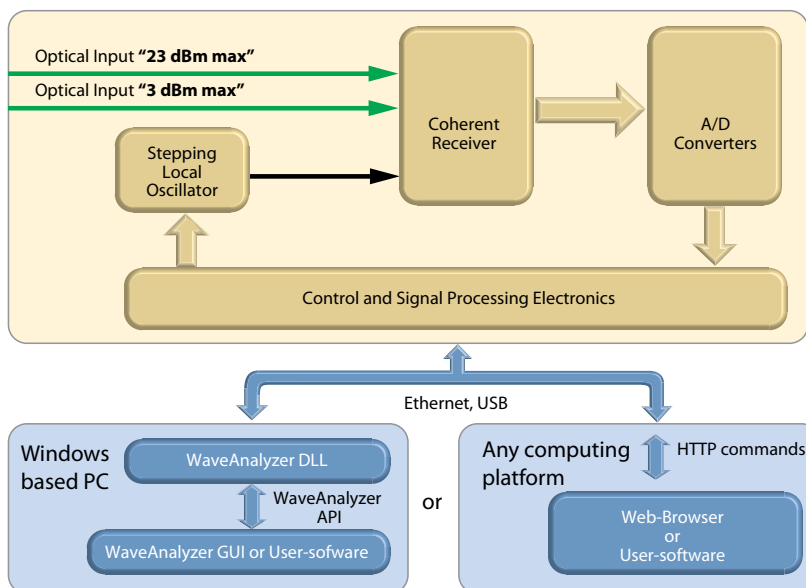 Optical Input “23 dBm max”
Optical Input “3 dBm max”
Stepping
Local
Oscillator
Coherent
Receiver
A/D
Converters
Control and Signal Processing Electronics
Ethernet, USB
Windows
based PC
WaveAnalyzer DLL
WaveAnalyzer
API
WaveAnalyzer GUI or User-sofware
or
Any computing
platform
HTTP commands
Web-Browser
or
User-software